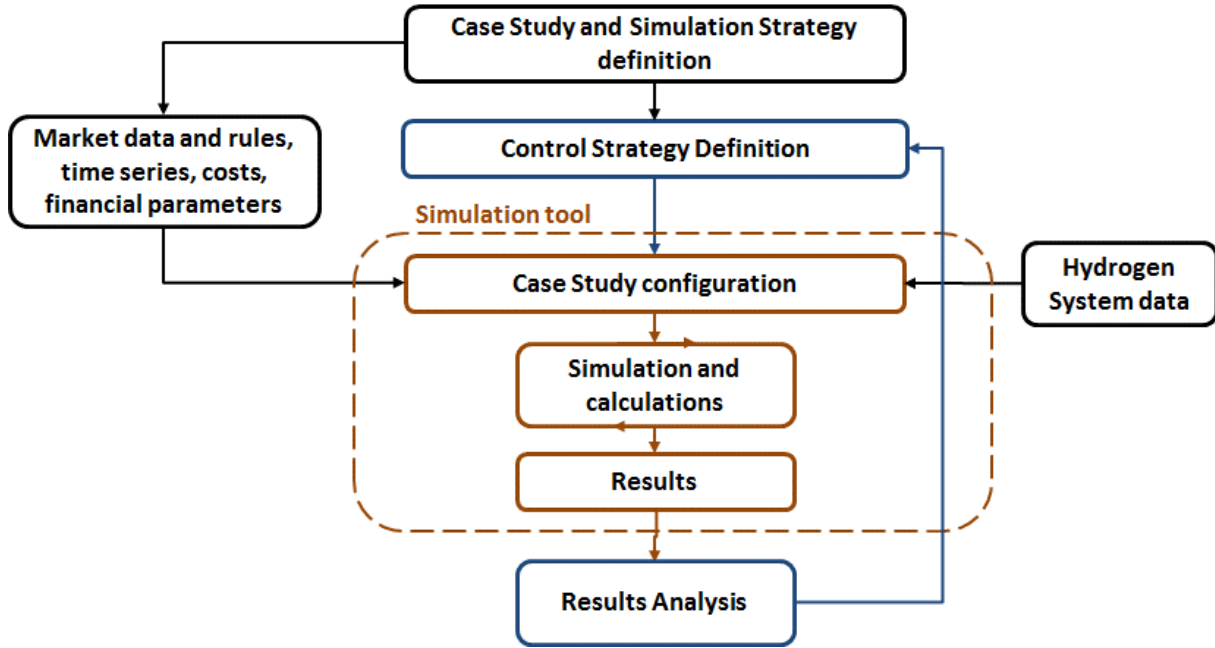 Case Study and Simulation Strategy
definition
Market data and rules,
time series, costs,
financial parameters
Control Strategy Definition
Simulation tool
Case Study configuration
Hydrogen
System data
Simulation and
calculations
Results
Results Analysis